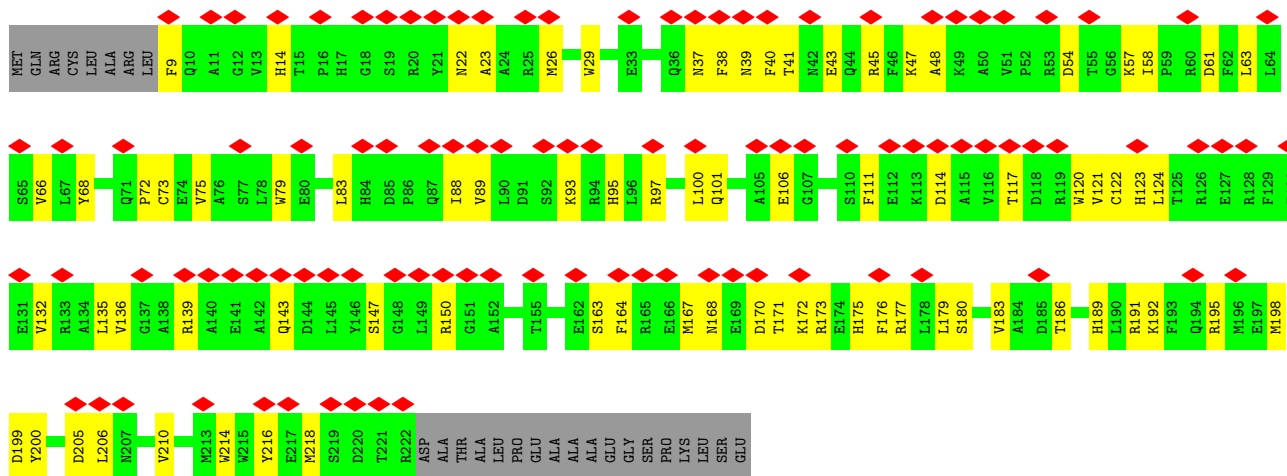 MET GLN ARG CYS LEU ALA ARG LEU F9 Q10 A11 G12 V13 H14 T15 P16 H17 G18 S19 R20 Y21 N22 A23 A24 R25 M26 W29 E33 Q36 N37 F38 N39 F40 T41 N42 E43 Q44 R45 F46 K47 A48 K49 A50 V51 P52 R53 D54 T55 G56 K57 I58 P59 R60 D61 F62 L63 L64
S65 V66 L67 Y68 Q71 P72 C73 E74 V75 A76 S77 L78 W79 E80 L83 H84 D85 P86 Q87 I88 V89 L90 D91 S92 K93 R94 H95 L96 R97 L100 Q101 A105 E106 G107 S110 F111 E112 K113 D114 A115 V116 T117 D118 R119 W120 V121 C122 H123 L124 T125 R126 E127 R128 F129
E131 V132 R133 A134 L135 V136 G137 A138 R139 A140 E141 A142 Q143 D144 L145 Y146 S147 G148 L149 R150 G151 A152 T155 E162 S163 F164 R165 E166 M167 N168 E169 D170 T171 K172 R173 E174 H175 F176 R177 L178 L179 S180 V183 A184 D185 T186 H189 L190 R191 K192 F193 Q194 R195 M196 E197 M198
D199 Y200 D205 L206 N207 V210 M213 W214 W215 Y216 E217 M218 S219 D220 T221 R222 ASP ALA THR ALA LEU PRO GLU ALA ALA ALA GLU GLY SER PRO LYS LEU SER GLU